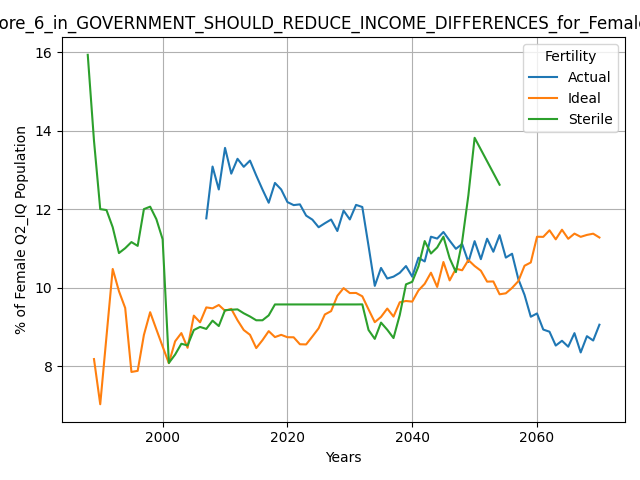 ore_6_in_GOVERNMENT_SHOULD_REDUCE_INCOME_DIFFERENCES_for_Female
Fertility
Actual
Ideal
Sterile
% of Female Q2_IQ Population
16
14
12
10
8
2000 2020 2040 2060
Years